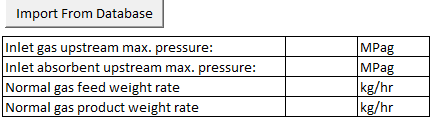 Import From Database
Inlet gas upstream max. pressure: MPag
Inlet absorbent upstream max. pressure: MPag
Normal gas feed weight rate kg/hr
Normal gas product weight rate kg/hr